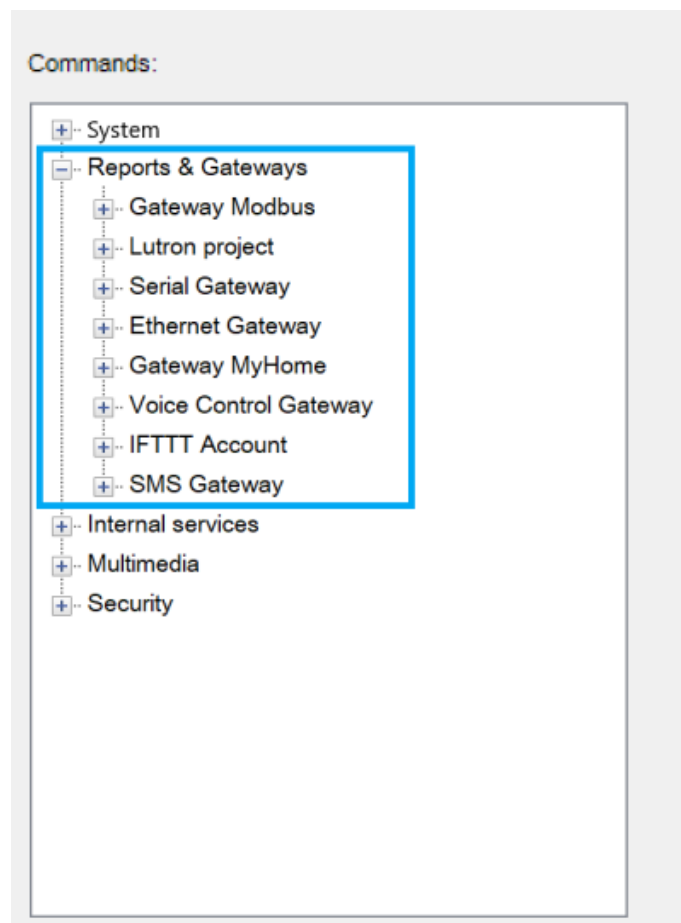 Commands:
System
Reports & Gateways
Gateway Modbus
Lutron project
Serial Gateway
Ethernet Gateway
Gateway MyHome
Voice Control Gateway
IFTTT Account
SMS Gateway
Internal services
Multimedia
Security